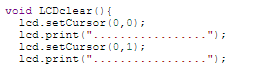 void LCDclear(){
  lcd.setCursor(0,0);
  lcd.print("................");
  lcd.setCursor(0,1);
  lcd.print("................");